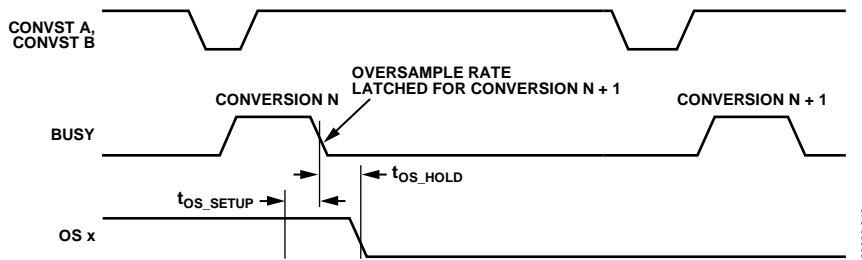 CONVST A,
CONVST B
OVERSAMPLE RATE
LATCHED FOR CONVERSION N + 1
CONVERSION N
CONVERSION N + 1
BUSY
tOS_HOLD
tOS_SETUP
OS x